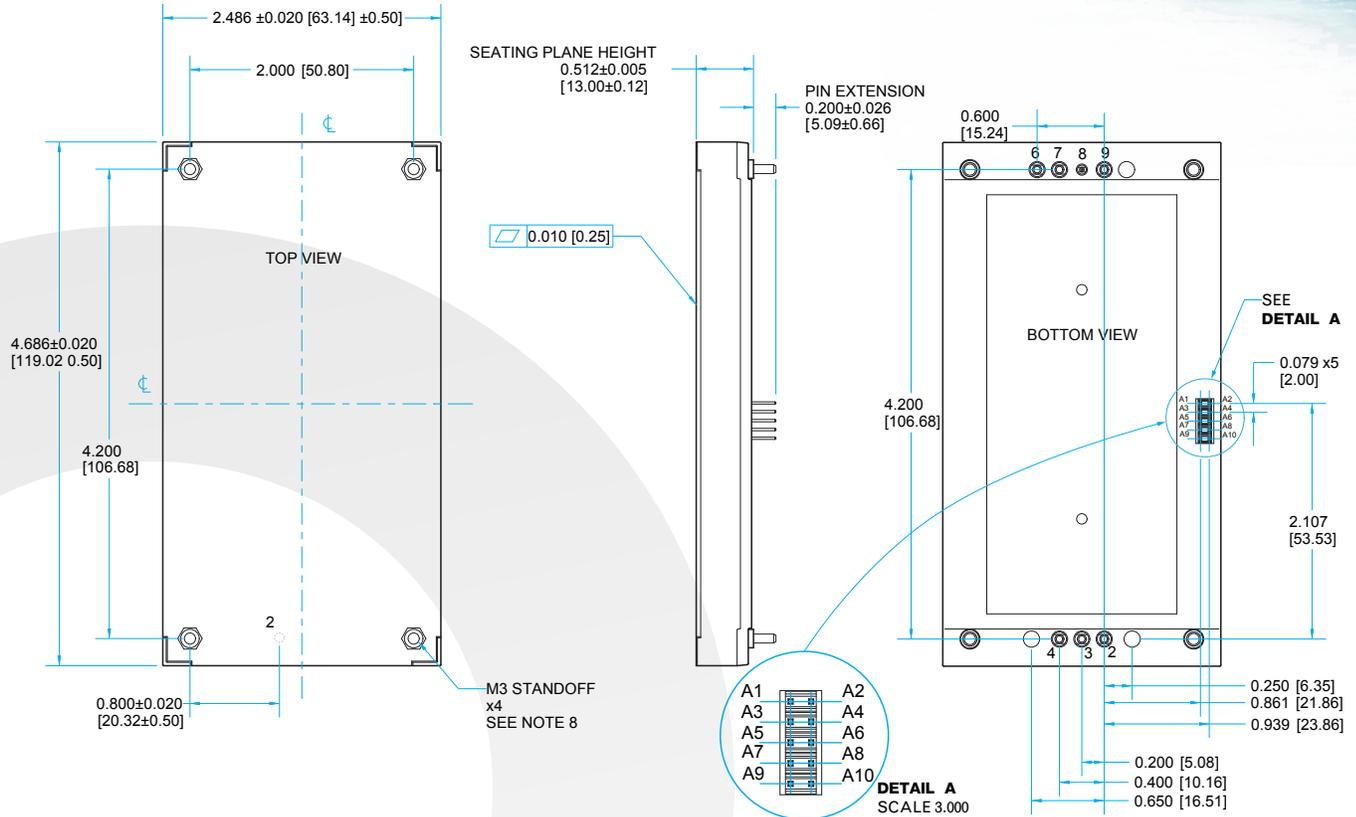 2.486 ±0.020 [63.14] ±0.50]
2.000 [50.80]
℄
TOP VIEW
4.686±0.020
[119.02 0.50]
℄
4.200
[106.68]
2
0.800±0.020
[20.32±0.50]
M3 STANDOFF
x4
SEE NOTE 8
SEATING PLANE HEIGHT
0.512±0.005
[13.00±0.12]
PIN EXTENSION
0.200±0.026
[5.09±0.66]
0.010 [0.25]
0.600
[15.24]
6 7 8 9
BOTTOM VIEW
SEE
DETAIL A
0.079 x5
[2.00]
A1 A2
A3 A4
A5 A6
A7 A8
A9 A10
4.200
[106.68]
2.107
[53.53]
4 3 2
0.250 [6.35]
0.861 [21.86]
0.939 [23.86]
0.200 [5.08]
0.400 [10.16]
0.650 [16.51]
A1 A2
A3 A4
A5 A6
A7 A8
A9 A10
DETAIL A
SCALE 3.000